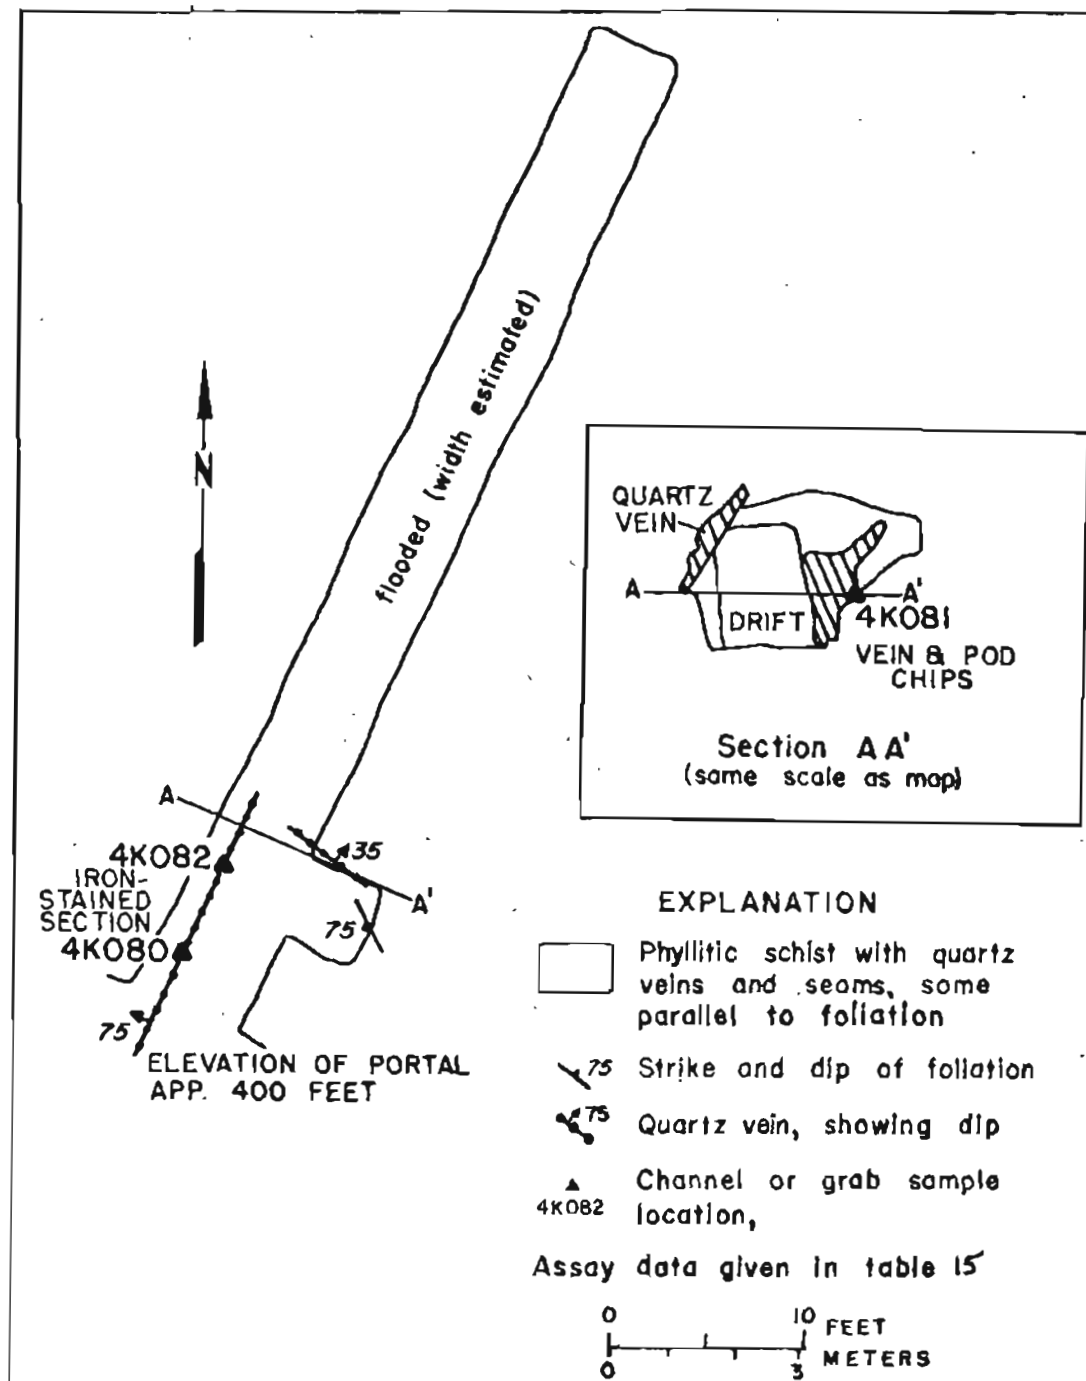 flooded (width estimated)
N
QUARTZ
VEIN
A
A'
DRIFT
4K081
VEIN & POD
CHIPS
Section AA'
(same scale as map)
A
4K082
35
IRON-
STAINED
SECTION
A'
75
4K080
75
ELEVATION OF PORTAL
APP. 400 FEET
EXPLANATION
Phyllitic schist with quartz
veins and seams, some
parallel to foliation
75 Strike and dip of foliation
75 Quartz vein, showing dip
4K082 Channel or grab sample
location,
Assay data given in table 15
0 10 FEET
0 3 METERS